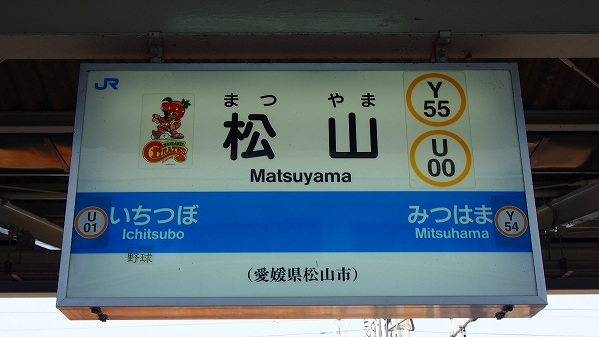 JR
まつやま
松山
Matsuyama
Y
55
U
00
PIRATES
U
01
いちつぼ
Ichitsubo
野球
みつはま
Mitsuhama
Y
54
（愛媛県松山市）